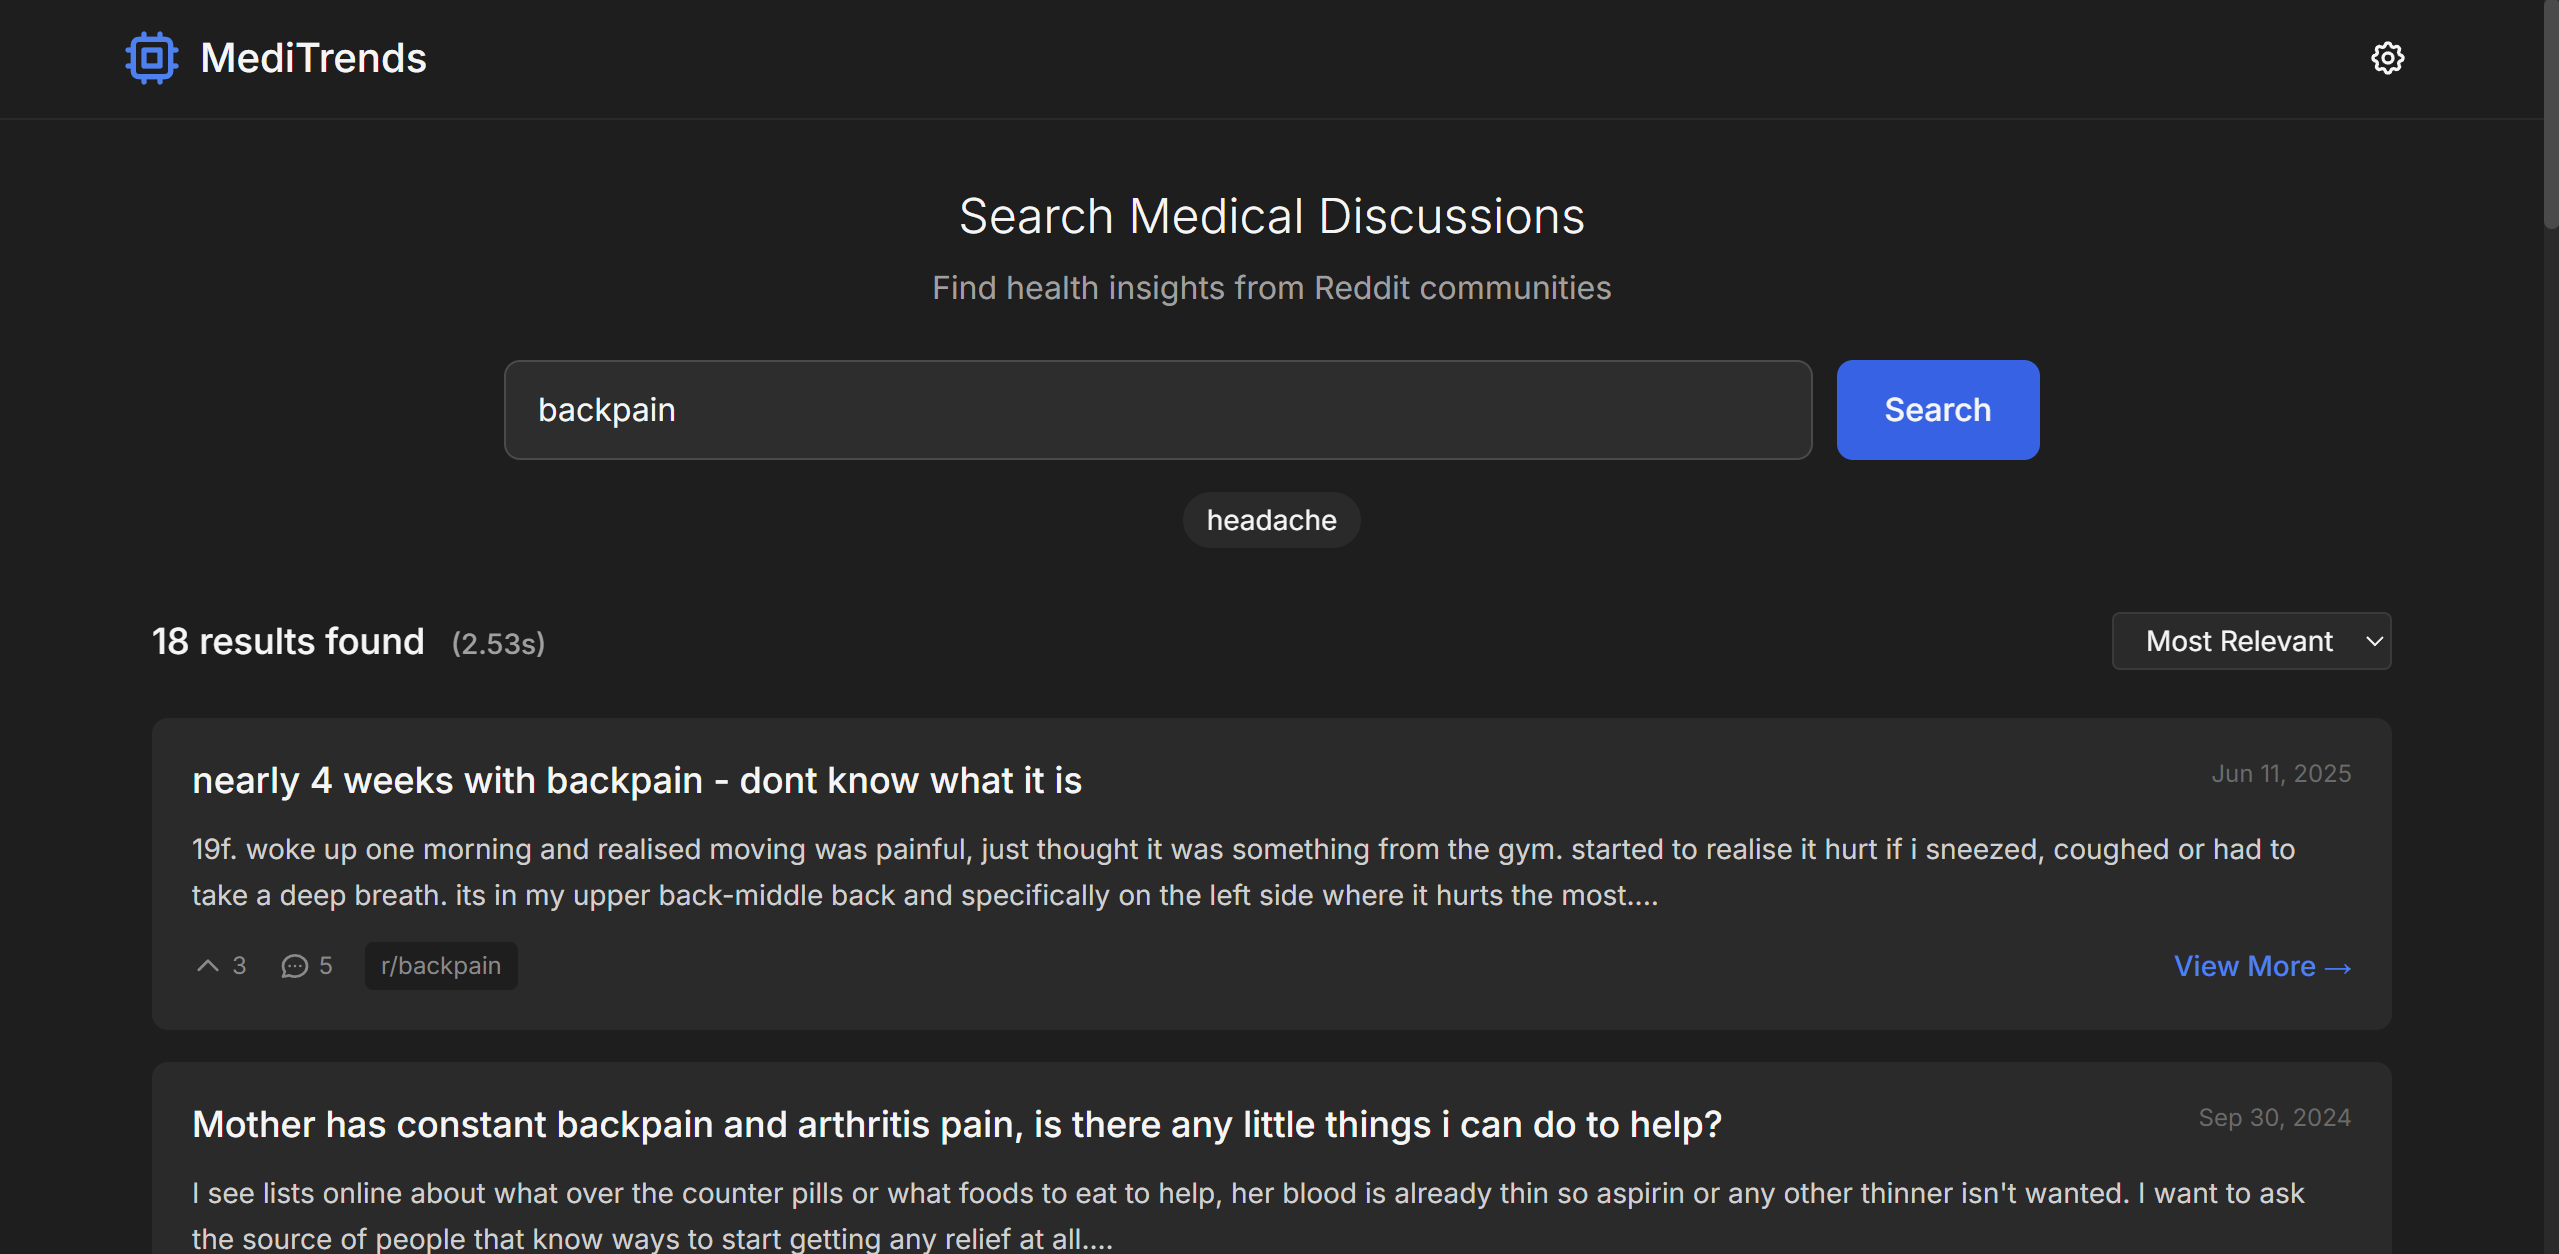 MediTrends
Search Medical Discussions
Find health insights from Reddit communities
backpain
Search
headache
18 results found (2.53s)
Most Relevant
nearly 4 weeks with backpain - dont know what it is
Jun 11, 2025
19f. woke up one morning and realised moving was painful, just thought it was something from the gym. started to realise it hurt if i sneezed, coughed or had to
take a deep breath. its in my upper back-middle back and specifically on the left side where it hurts the most....
3 5 r/backpain
View More →
Mother has constant backpain and arthritis pain, is there any little things i can do to help?
Sep 30, 2024
I see lists online about what over the counter pills or what foods to eat to help, her blood is already thin so aspirin or any other thinner isn't wanted. I want to ask
the source of people that know ways to start getting any relief at all....